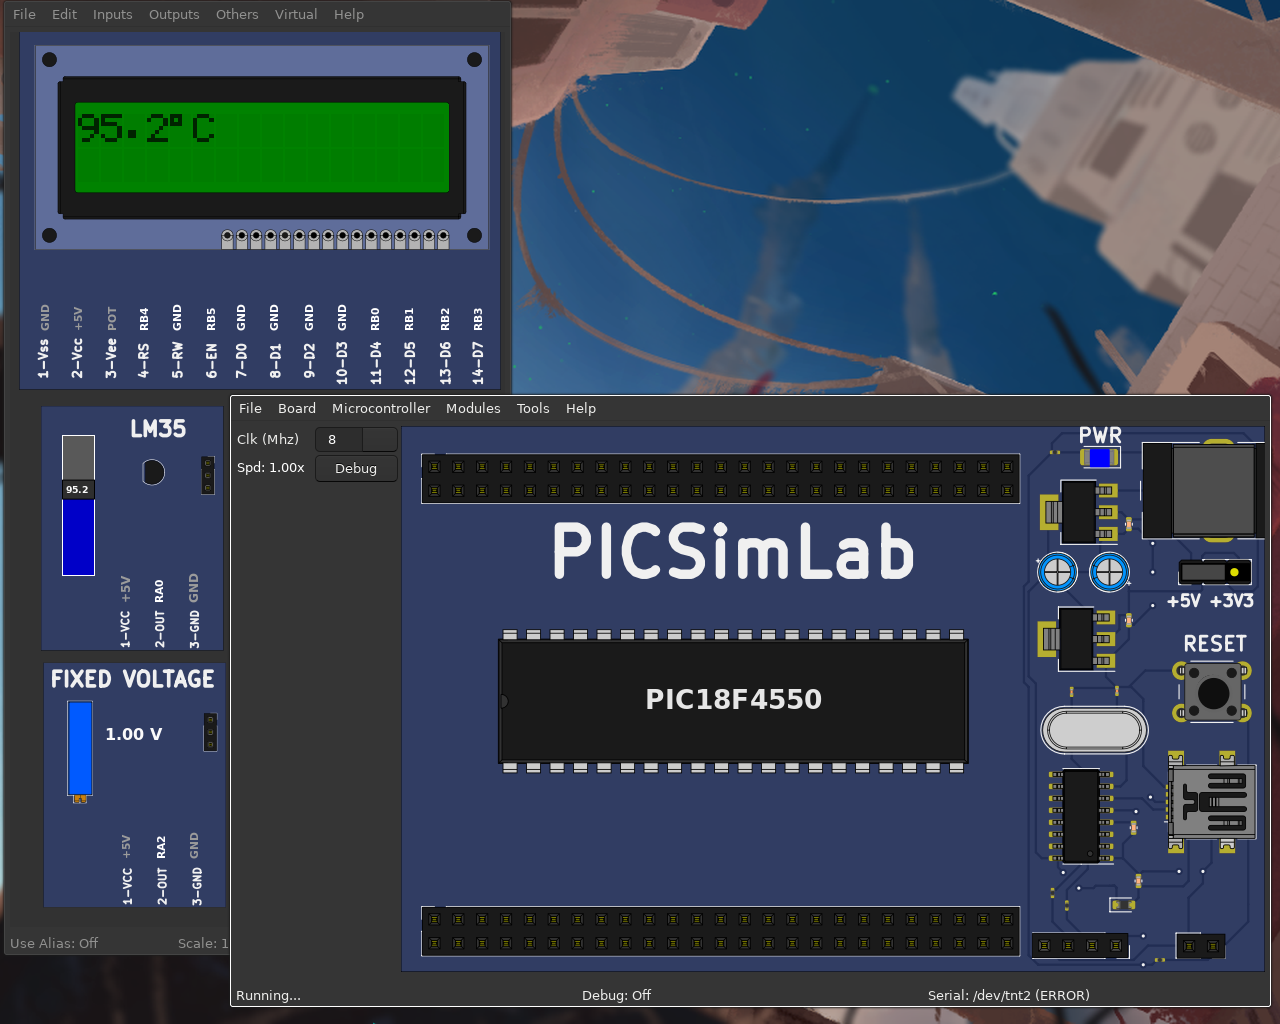 File Edit Inputs Outputs Others Virtual Help
95.2°C
1-Vss GND
2-Vcc +5V
3-Vee POT
4-RS RB4
5-RW GND
6-EN RB5
7-D0 GND
8-D1 GND
9-D2 GND
10-D3 GND
11-D4 RB0
12-D5 RB1
13-D6 RB2
14-D7 RB3
LM35
95.2
1-VCC +5V
2-OUT RA0
3-GND GND
FIXED VOLTAGE
1.00 V
1-VCC +5V
2-OUT RA2
3-GND GND
Use Alias: Off Scale: 1
File Board Microcontroller Modules Tools Help
Clk (Mhz) 8
Spd: 1.00x Debug
PWR
PICSimLab
+5V +3V3
RESET
PIC18F4550
Running... Debug: Off Serial: /dev/tnt2 (ERROR)